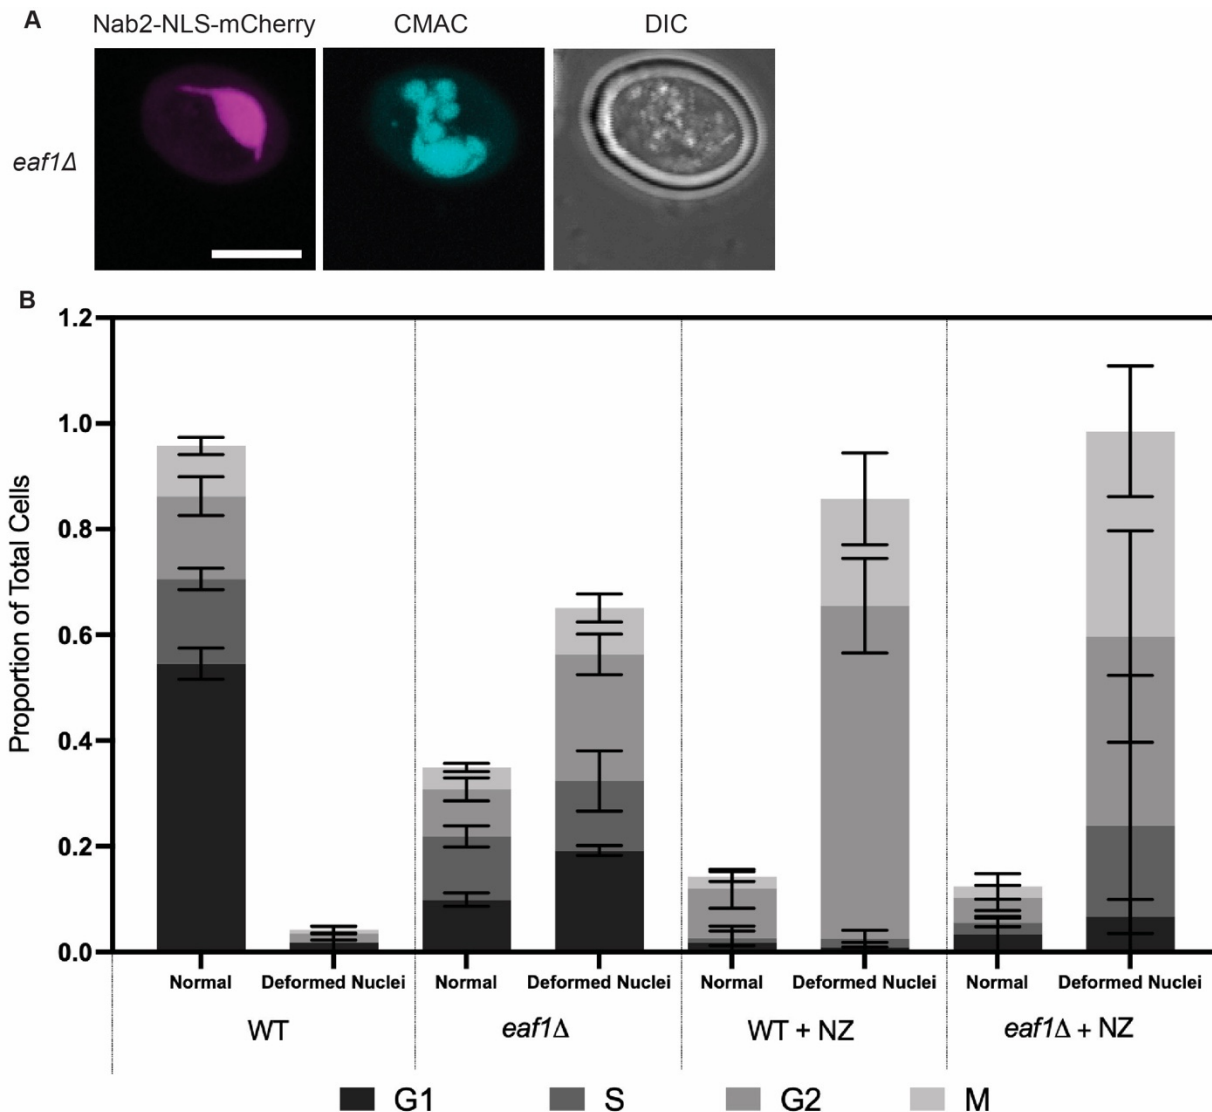 A
Nab2-NLS-mCherry CMAC DIC
eaf1Δ
B
Proportion of Total Cells
1.2
1.0
0.8
0.6
0.4
0.2
0.0
Normal Deformed Nuclei Normal Deformed Nuclei Normal Deformed Nuclei Normal Deformed Nuclei
WT eaf1Δ WT + NZ eaf1Δ + NZ
G1 S G2 M